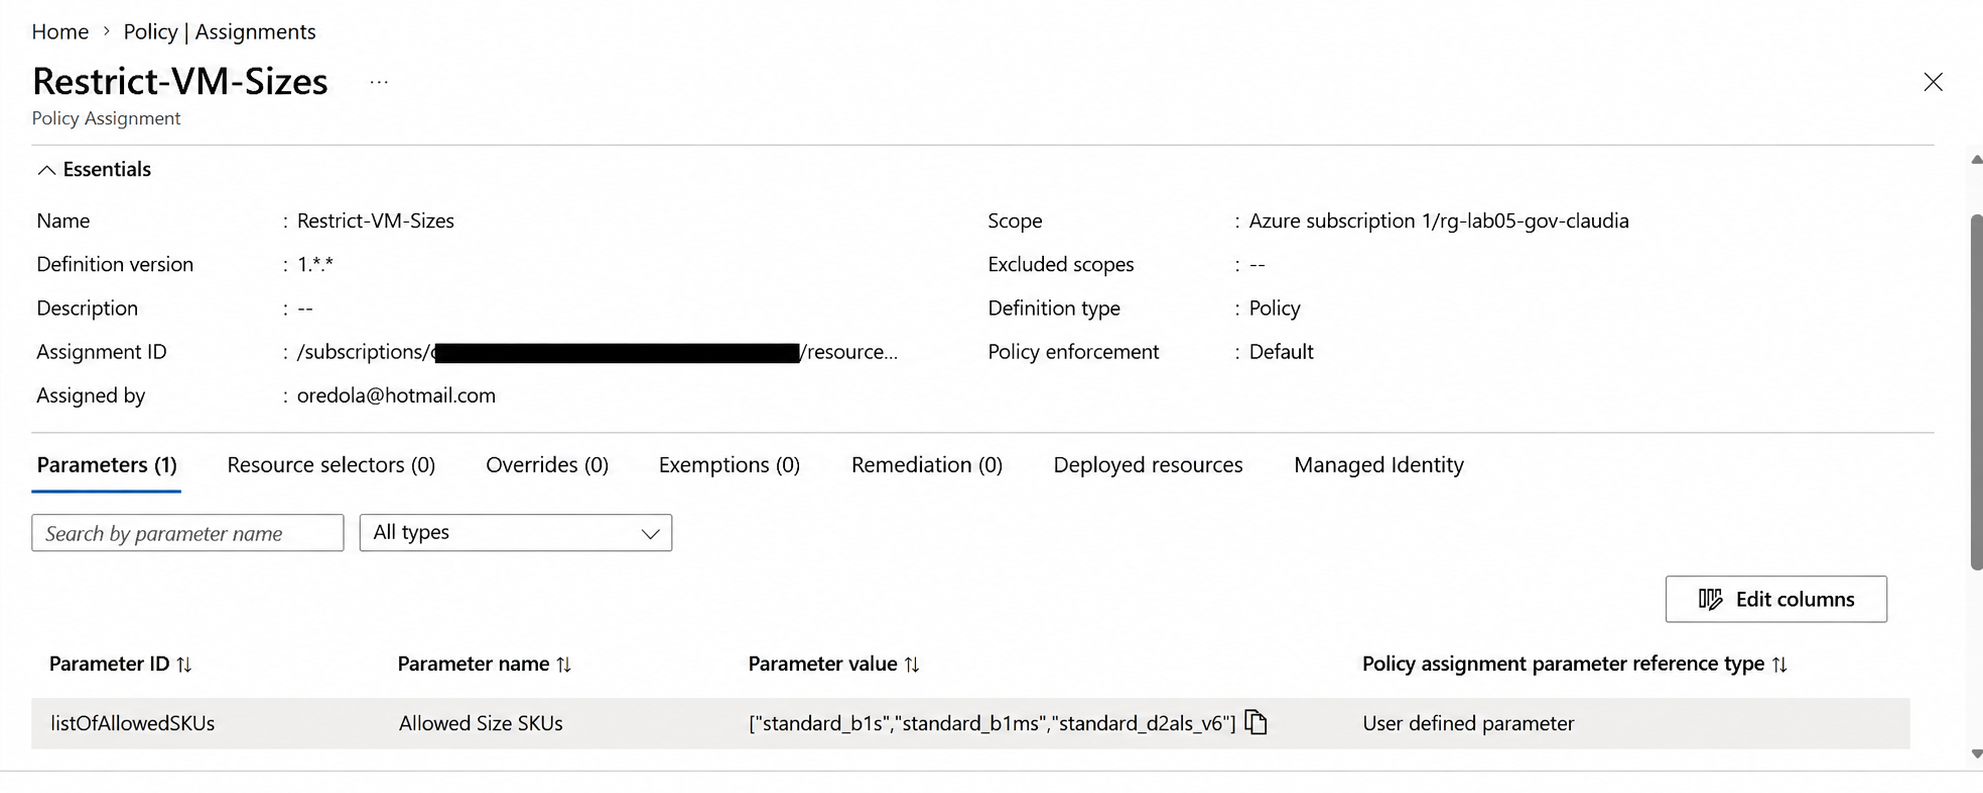 Home > Policy | Assignments
Restrict-VM-Sizes ...
Policy Assignment
Essentials
Name : Restrict-VM-Sizes
Scope : Azure subscription 1/rg-lab05-gov-claudia
Definition version : 1.*.*
Excluded scopes : --
Description : --
Definition type : Policy
Assignment ID : /subscriptions/ /resource...
Policy enforcement : Default
Assigned by : oredola@hotmail.com
Parameters (1) Resource selectors (0) Overrides (0) Exemptions (0) Remediation (0) Deployed resources Managed Identity
Search by parameter name All types
Edit columns
Parameter ID ↑↓ Parameter name ↑↓ Parameter value ↑↓ Policy assignment parameter reference type ↑↓
listOfAllowedSKUs Allowed Size SKUs ["standard_b1s","standard_b1ms","standard_d2als_v6"] User defined parameter